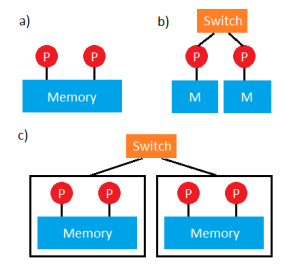 a)
b)
Switch
P P
P P
Memory
M M
c)
Switch
P P P P
Memory Memory